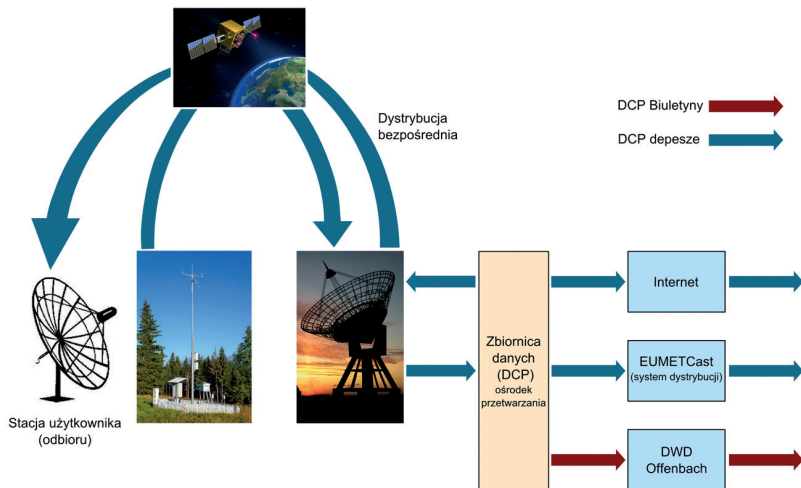 Dystrybucja
bezpośrednia
DCP Biuletyny
DCP depesze
Stacja użytkownika
(odbioru)
Zbiornica
danych
(DCP)
ośrodek
przetwarzania
Internet
EUMETCast
(system dystrybucji)
DWD
Offenbach